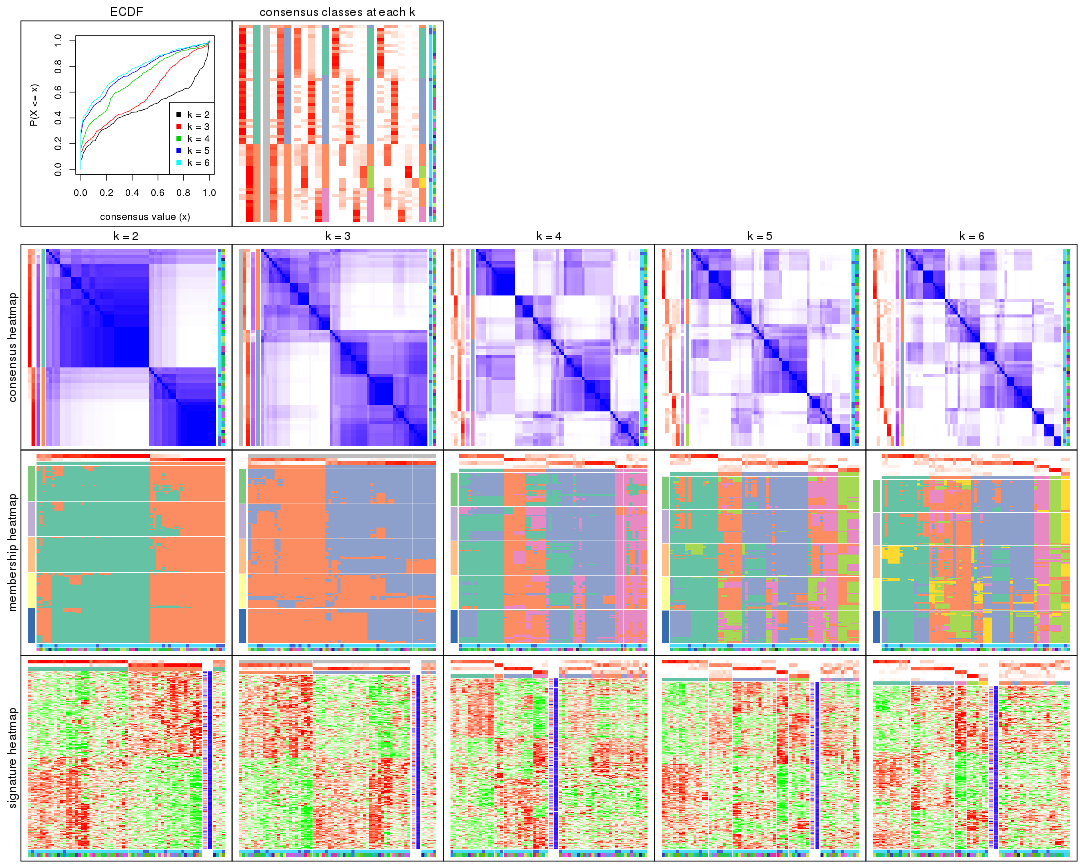 ECDF
consensus classes at each k
P(X <= x)
0.0 0.2 0.4 0.6 0.8 1.0
k = 2
k = 3
k = 4
k = 5
k = 6
0.0 0.2 0.4 0.6 0.8 1.0
consensus value (x)
k = 2
k = 3
k = 4
k = 5
k = 6
consensus heatmap
membership heatmap
signature heatmap